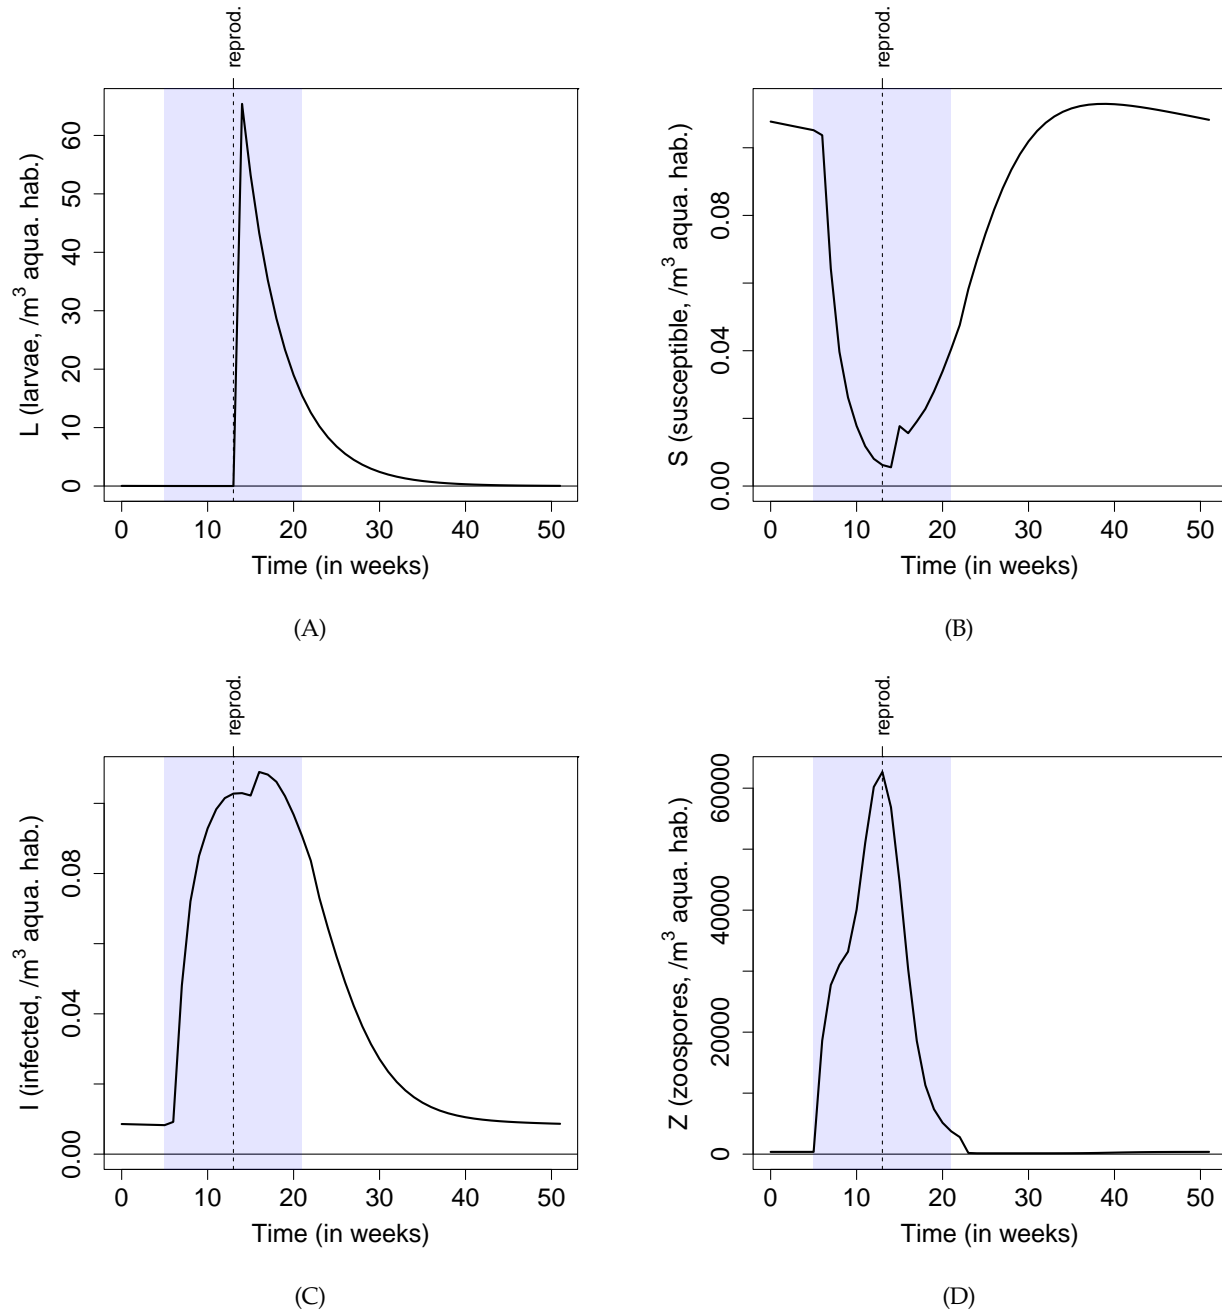 reprod.
L (larvae, /m³ aqua. hab.)
0 10 20 30 40 50 60
0 10 20 30 40 50
Time (in weeks)
(A)
reprod.
S (susceptible, /m³ aqua. hab.)
0.00 0.04 0.08
0 10 20 30 40 50
Time (in weeks)
(B)
reprod.
I (infected, /m³ aqua. hab.)
0.00 0.04 0.08
0 10 20 30 40 50
Time (in weeks)
(C)
reprod.
Z (zoospores, /m³ aqua. hab.)
0 20000 40000 60000
0 10 20 30 40 50
Time (in weeks)
(D)